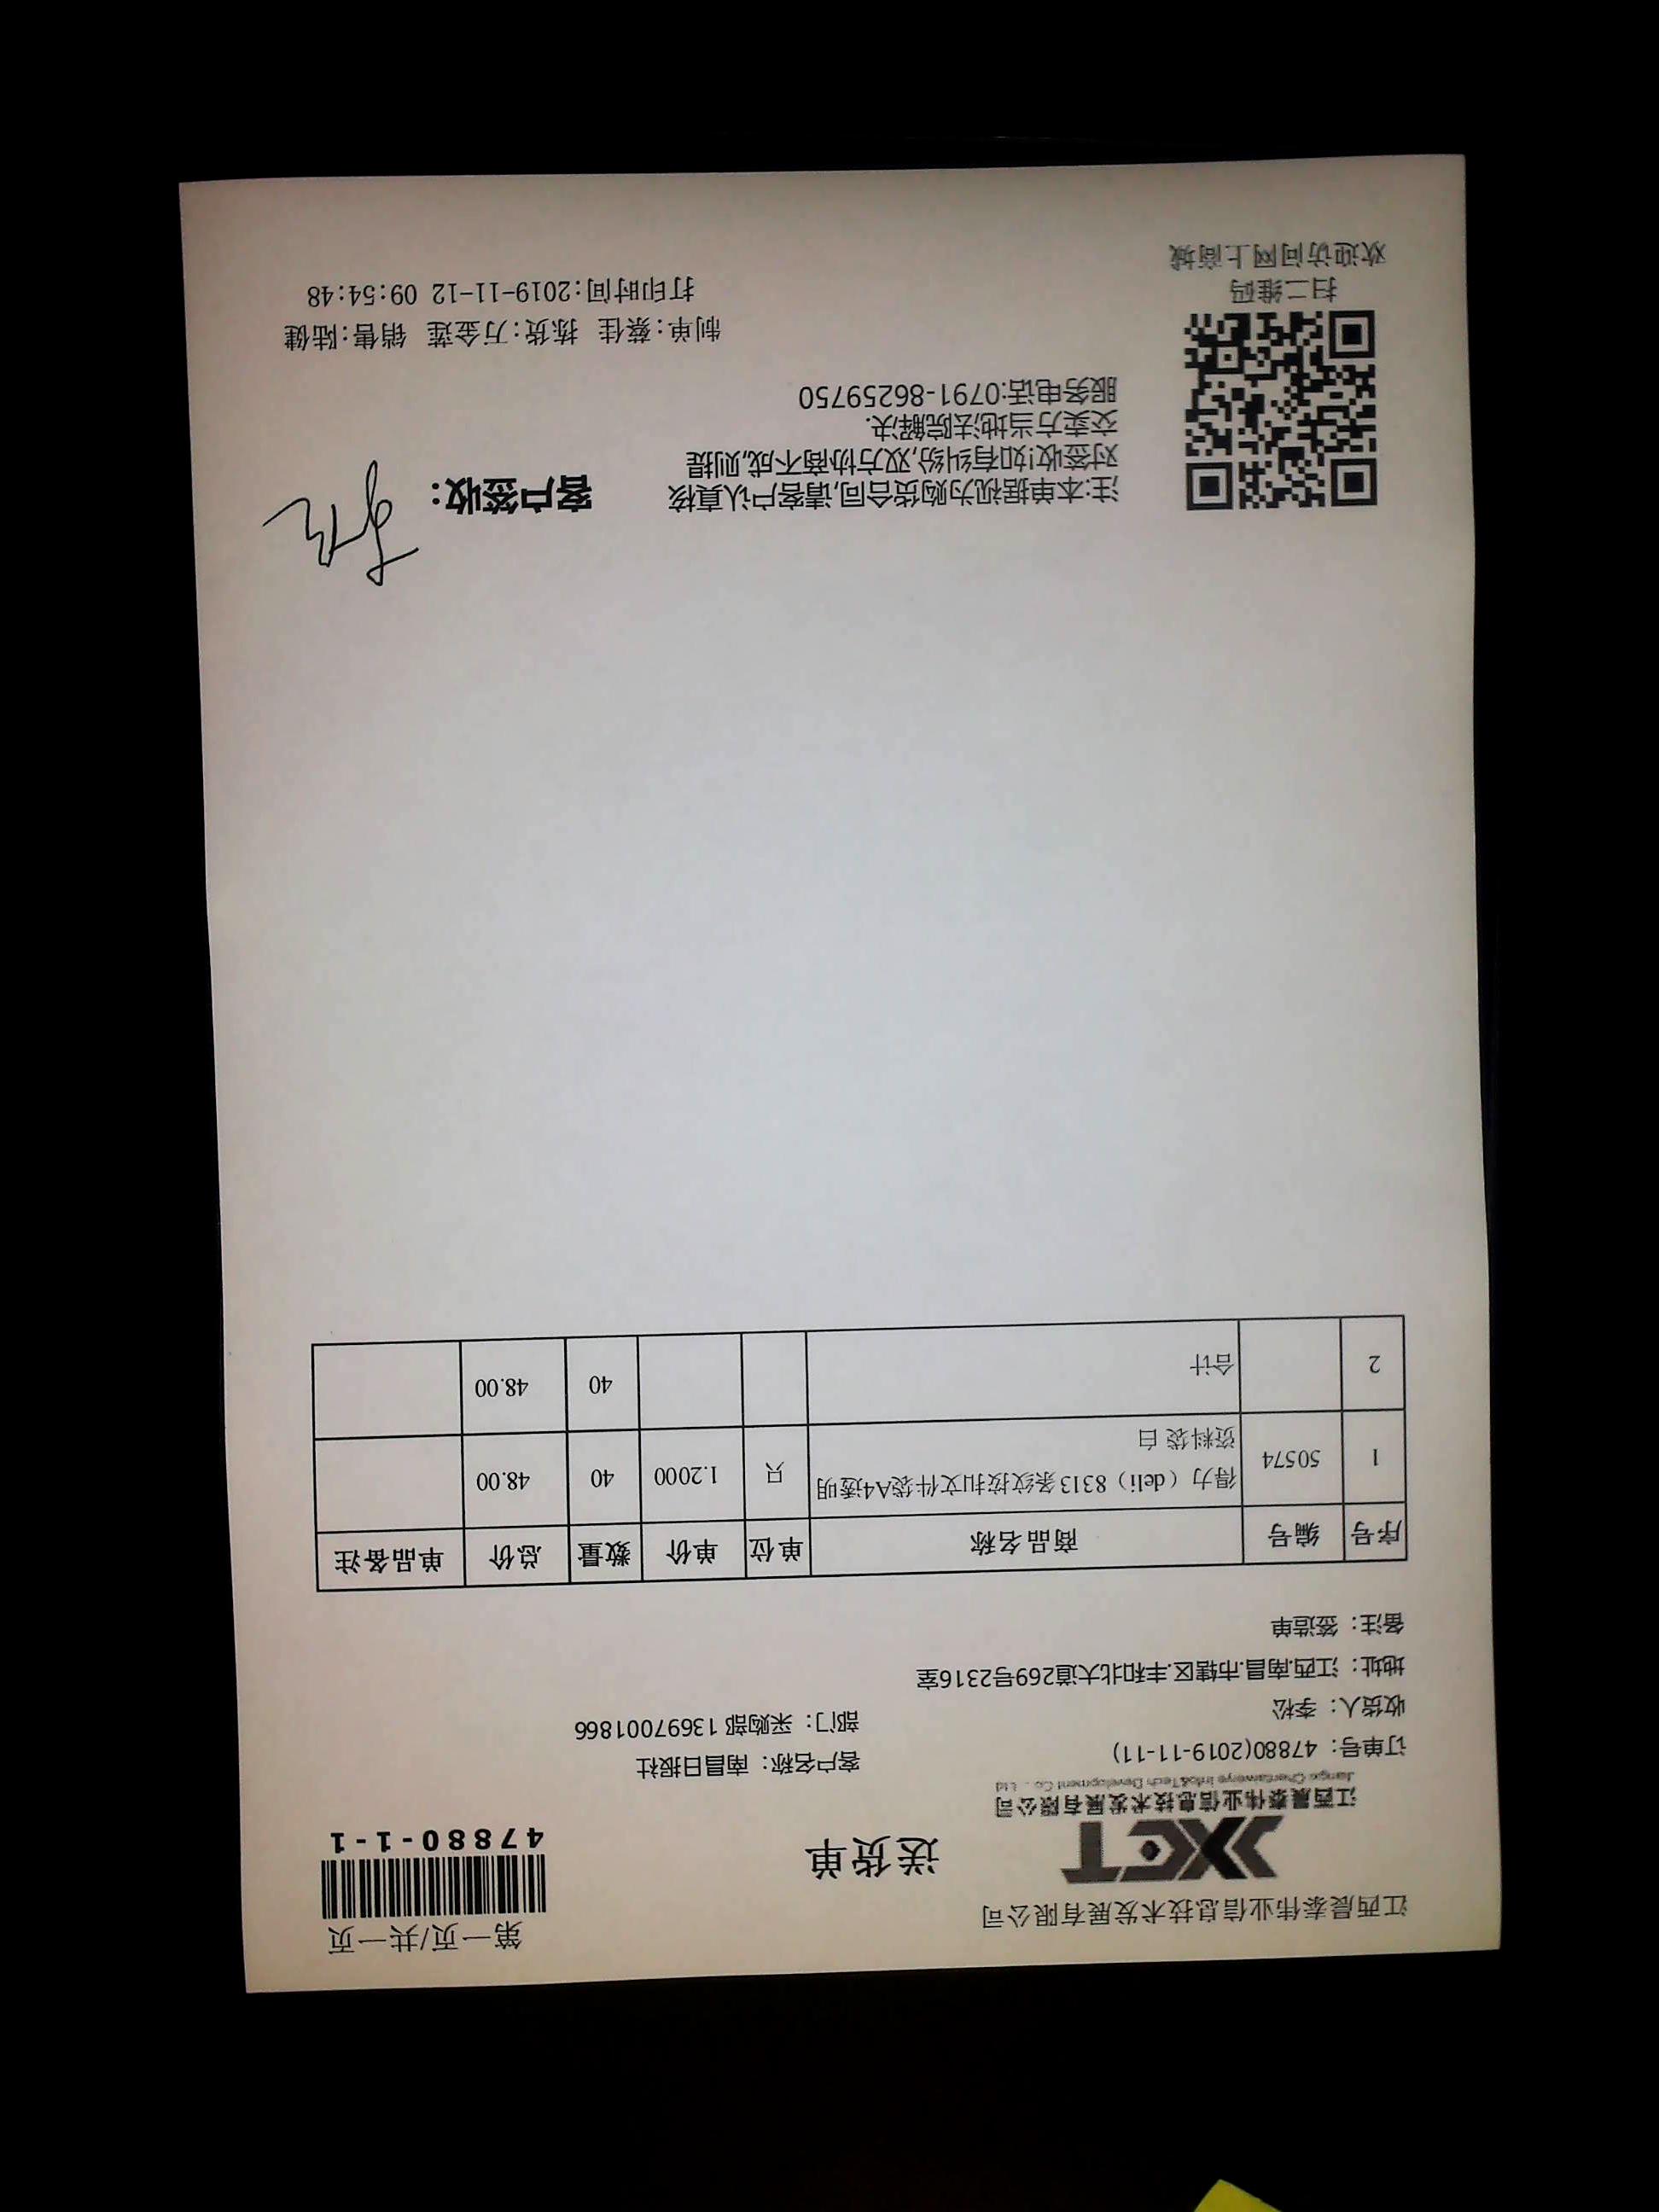 江西晨泰伟业信息技术发展有限公司
第一页/共一页
JXCT
江西晨泰伟业信息技术发展有限公司
Jiangxi Chentaiweiye Info&Tech Development Co., Ltd
送货单
47880-1-1
订单号: 47880(2019-11-11)
客户名称: 南昌日报社
收货人: 李松
部门: 采购部 13697001866
地址: 江西.南昌.市辖区.丰和北大道269号2316室
备注: 签造单
序号 编号 商品名称 单位 单价 数量 总价 单品备注
1 50574 得力（deli）8313条纹按扣文件袋A4透明 只 1.2000 40 48.00
资料袋 白
2 合计 40 48.00
注:本单据视为购货合同,请客户认真核
对签收!如有纠纷,双方协商不成,则提
交卖方当地法院解决.
服务电话:0791-86259750
客户签收:
制单:蔡佳 拣货:万金莲 销售:陆健
打印时间:2019-11-12 09:54:48
扫二维码
欢迎访问网上商城